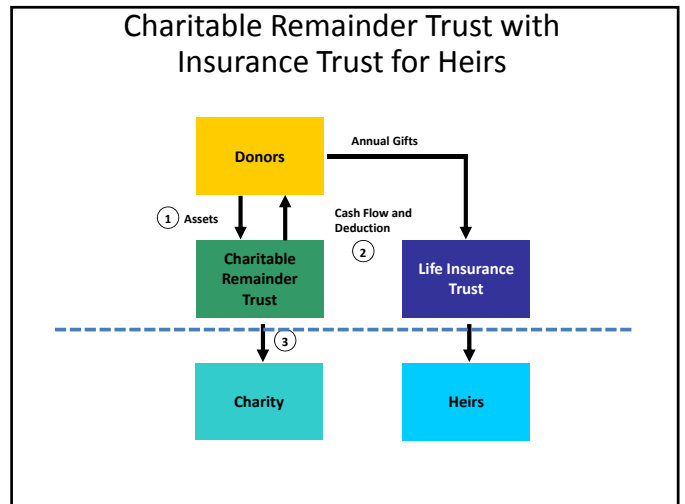 Charitable Remainder Trust with
Insurance Trust for Heirs
Donors
Annual Gifts
1 Assets
Cash Flow and
Deduction
2
Charitable
Remainder
Trust
Life Insurance
Trust
3
Charity
Heirs